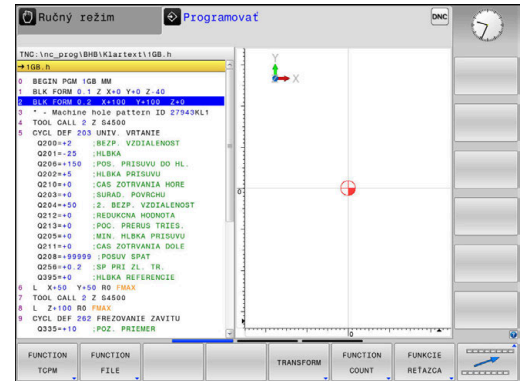 Ručný režim
Programovať
DNC
TNC:\nc_prog\BHB\Klartext\1GB.h
→1GB.h
0 BEGIN PGM 1GB MM
1 BLK FORM 0.1 Z X+0 Y+0 Z-40
2 BLK FORM 0.2 X+100 Y+100 Z+0
3 * - Machine hole pattern ID 27943KL1
4 TOOL CALL 2 Z S4500
5 CYCL DEF 203 UNIV. VRTANIE
Q200=+2 ;BEZP. VZDIALENOST
Q201=-25 ;HLBKA
Q206=+150 ;POS. PRISUVU DO HL.
Q202=+5 ;HLBKA PRISUVU
Q210=+0 ;CAS ZOTRVANIA HORE
Q203=+0 ;SURAD. POVRCHU
Q204=+50 ;2. BEZP. VZDIALENOST
Q212=+0 ;REDUKCNA HODNOTA
Q213=+0 ;POC. PRERUS TRIES.
Q205=+0 ;MIN. HLBKA PRISUVU
Q211=+0 ;CAS ZOTRVANIA DOLE
Q208=+99999 ;POSUV SPAT
Q256=+0.2 ;SP PRI ZL. TR.
Q395=+0 ;HLBKA REFERENCIE
6 L X+50 Y+50 R0 FMAX
7 TOOL CALL 2 Z S4500
8 L Z+100 R0 FMAX
9 CYCL DEF 262 FREZOVANIE ZAVITU
Q335=+10 ;POZ. PRIEMER
Y
X
0
0
FUNCTION TCPM
FUNCTION FILE
TRANSFORM
FUNCTION COUNT
FUNKCIE REŤAZCA